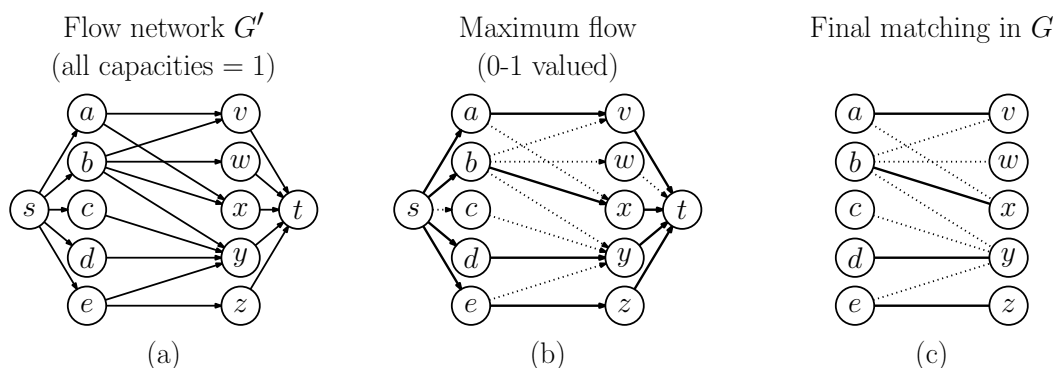 Flow network G′
(all capacities = 1)
Maximum flow
(0-1 valued)
Final matching in G
a v
b w
s c x t
d y
e z
(a)
a v
b w
s c x t
d y
e z
(b)
a v
b w
c x
d y
e z
(c)